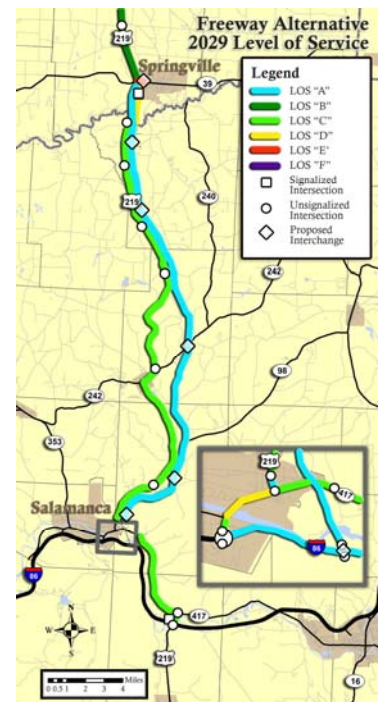 Freeway Alternative
2029 Level of Service
219
Springville
39
Legend
LOS "A"
LOS "B"
LOS "C"
LOS "D"
LOS "E'
LOS "F"
Signalized
Intersection
Unsignalized
Intersection
Proposed
Interchange
219
240
242
98
242
353
219
417
86
Salamanca
86
N
W
E
S
417
219
Miles
0 0.5 1 2 3 4
16